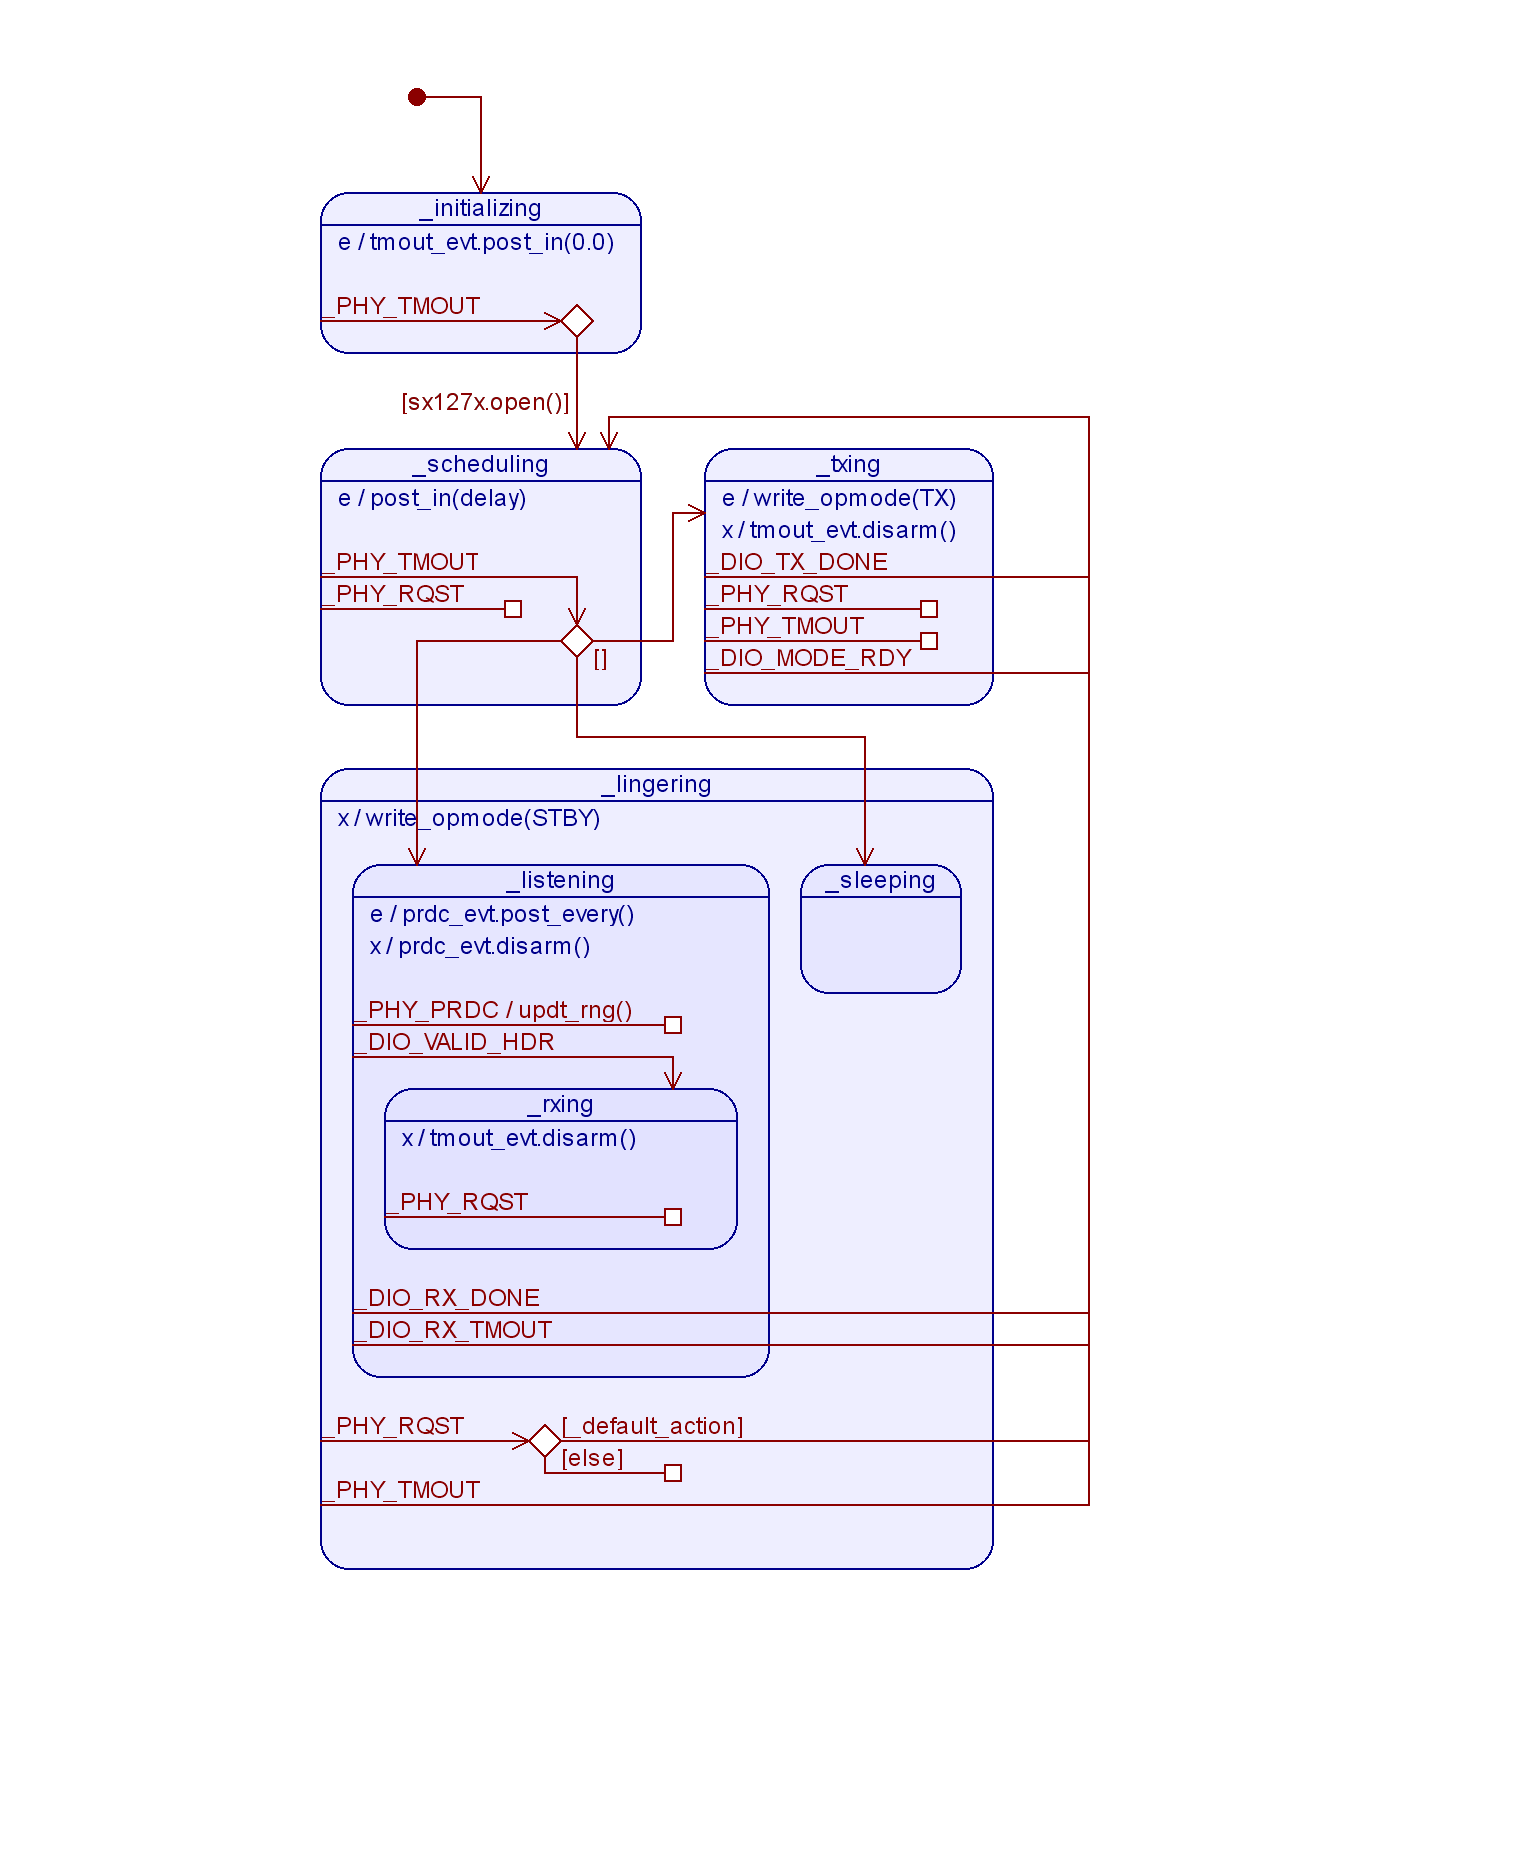 _initializing
e / tmout_evt.post_in(0.0)
_PHY_TMOUT
[sx127x.open()]
_scheduling
e / post_in(delay)
_PHY_TMOUT
_PHY_RQST
[]
_txing
e / write_opmode(TX)
x / tmout_evt.disarm()
_DIO_TX_DONE
_PHY_RQST
_PHY_TMOUT
_DIO_MODE_RDY
_lingering
x / write_opmode(STBY)
_listening
e / prdc_evt.post_every()
x / prdc_evt.disarm()
_PHY_PRDC / updt_rng()
_DIO_VALID_HDR
_rxing
x / tmout_evt.disarm()
_PHY_RQST
_DIO_RX_DONE
_DIO_RX_TMOUT
_sleeping
_PHY_RQST
[_default_action]
[else]
_PHY_TMOUT